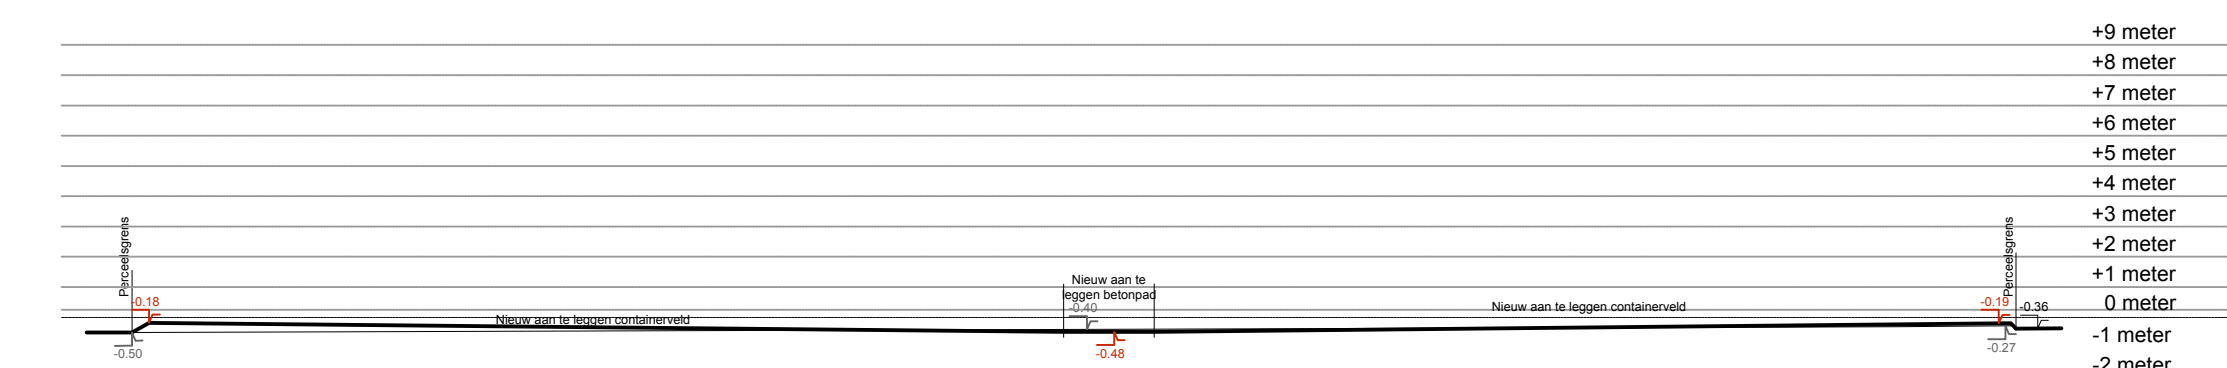 +9 meter
+8 meter
+7 meter
+6 meter
+5 meter
+4 meter
+3 meter
+2 meter
+1 meter
0 meter
-1 meter
-2 meter
Perceelsgrens
-0.18
-0.50
Nieuw aan te leggen containerveld
Nieuw aan te
leggen betonpad
-0.40
-0.48
Nieuw aan te leggen containerveld
Perceelsgrens
-0.19
-0.36
-0.27